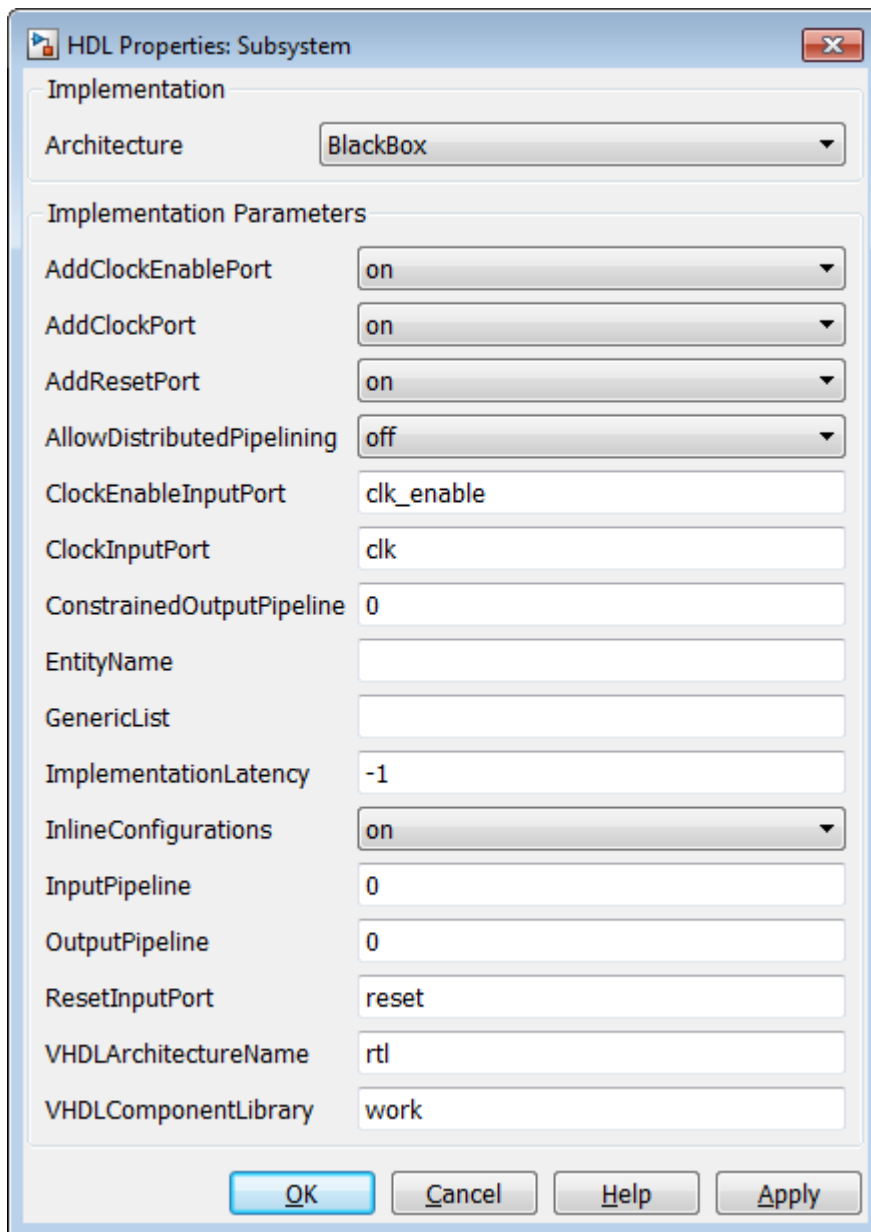 HDL Properties: Subsystem
Implementation
Architecture BlackBox
Implementation Parameters
AddClockEnablePort on
AddClockPort on
AddResetPort on
AllowDistributedPipelining off
ClockEnableInputPort clk_enable
ClockInputPort clk
ConstrainedOutputPipeline 0
EntityName
GenericList
ImplementationLatency -1
InlineConfigurations on
InputPipeline 0
OutputPipeline 0
ResetInputPort reset
VHDLArchitectureName rtl
VHDLComponentLibrary work
OK Cancel Help Apply